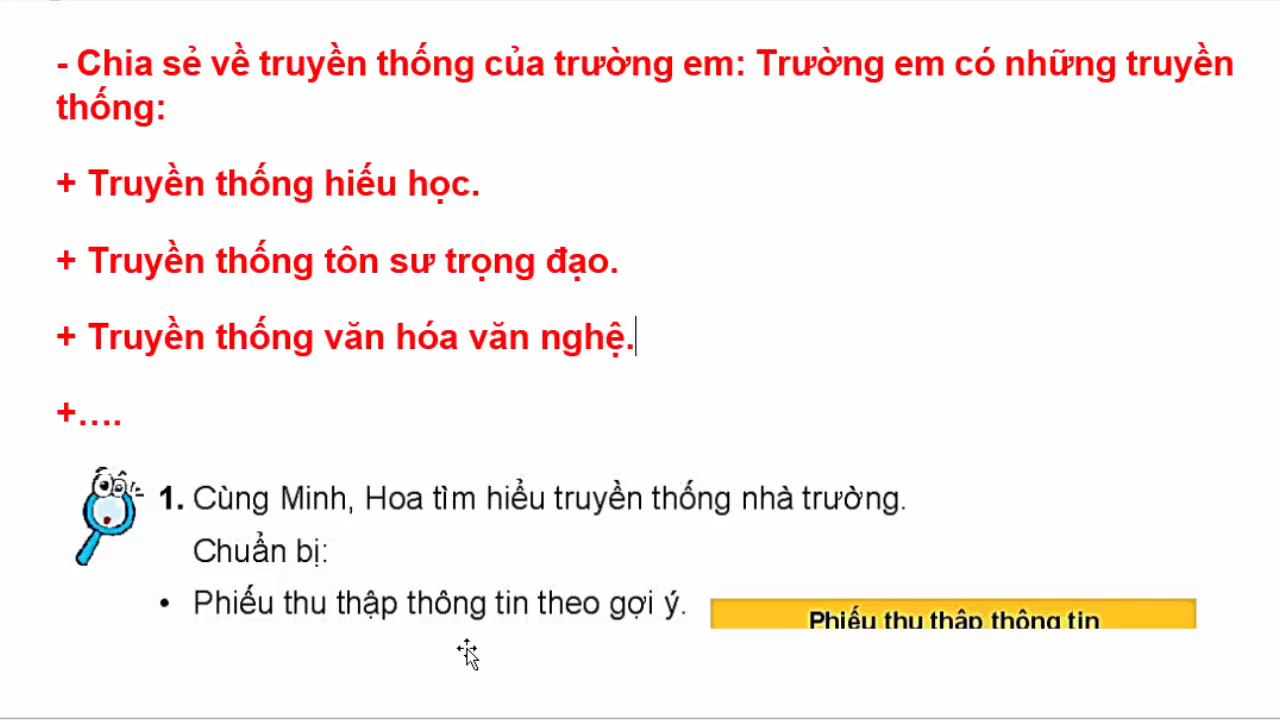 - Chia sẻ về truyền thống của trường em: Trường em có những truyền
thống:
+ Truyền thống hiếu học.
+ Truyền thống tôn sư trọng đạo.
+ Truyền thống văn hóa văn nghệ.
+….
1. Cùng Minh, Hoa tìm hiểu truyền thống nhà trường.
Chuẩn bị:
• Phiếu thu thập thông tin theo gợi ý.
Phiếu thu thập thông tin